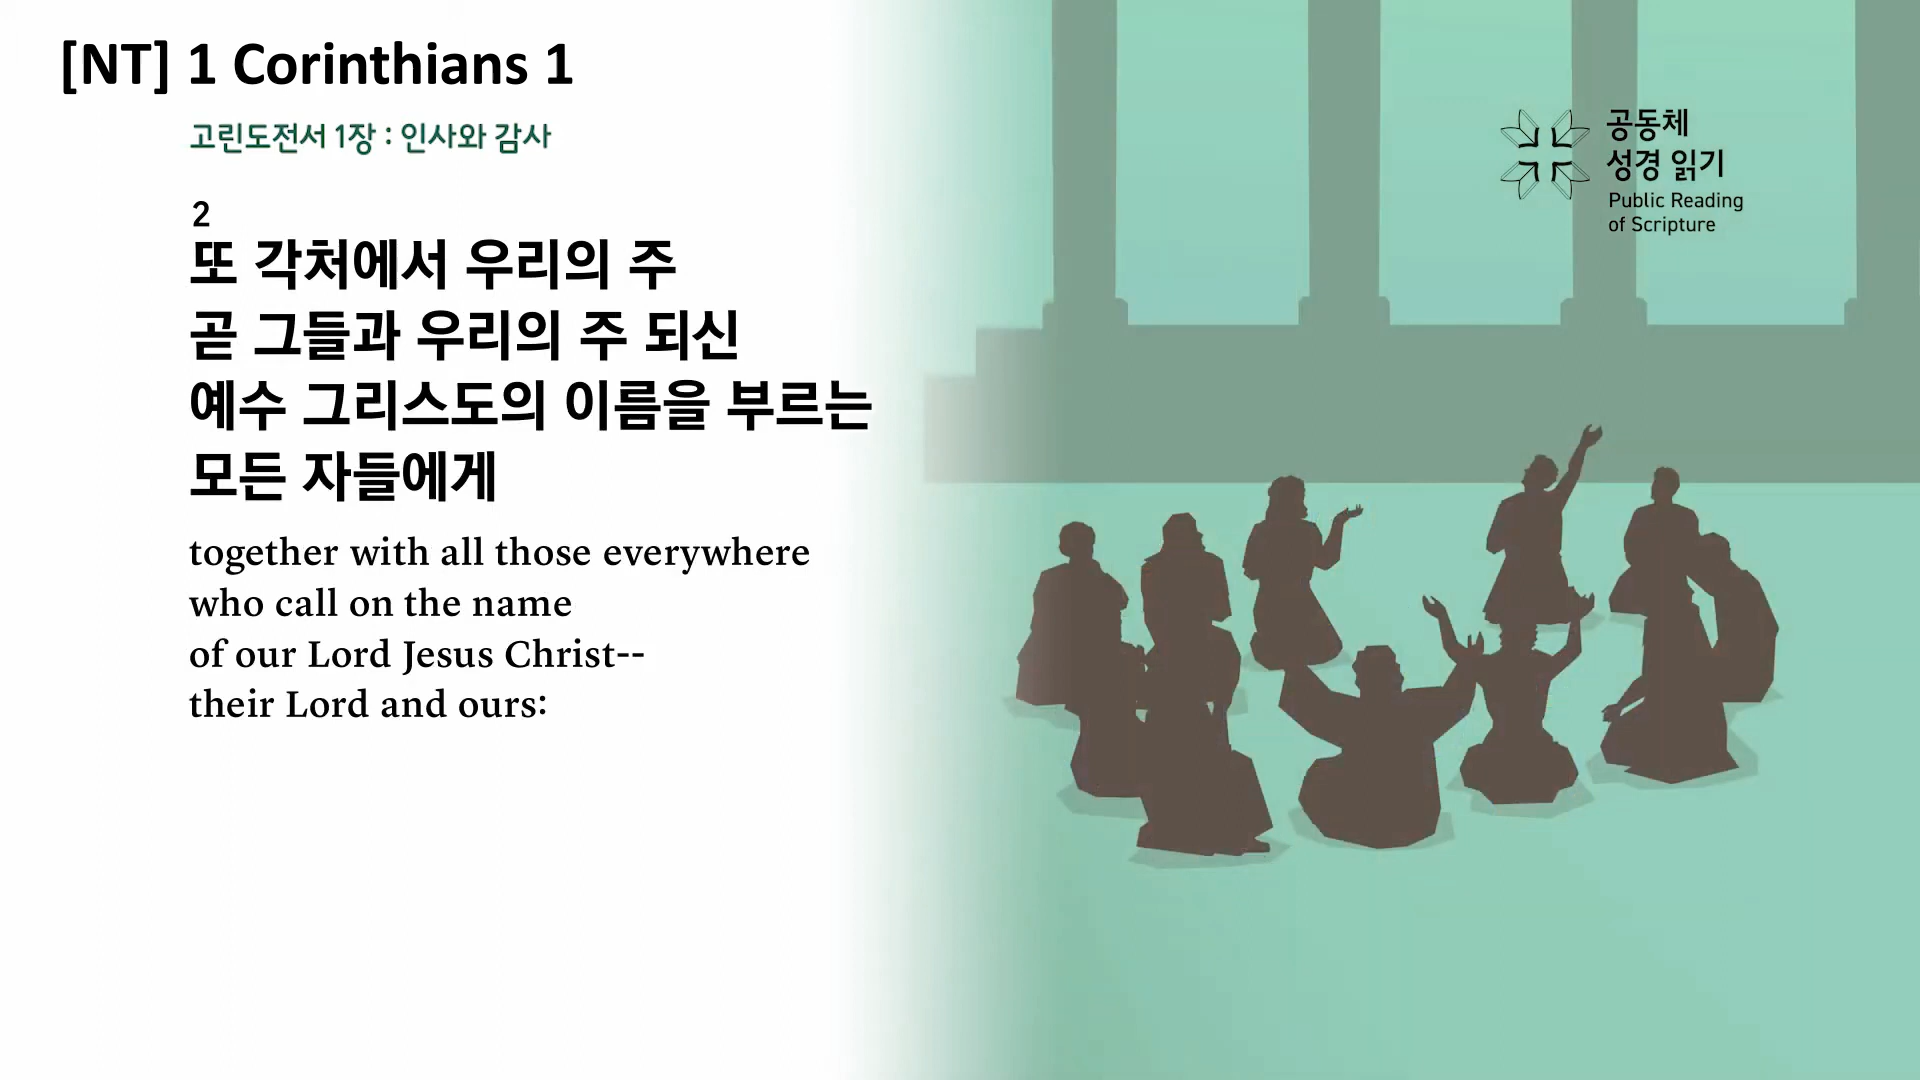 [NT] 1 Corinthians 1
고린도전서 1장 : 인사와 감사
2
또 각처에서 우리의 주
곧 그들과 우리의 주 되신
예수 그리스도의 이름을 부르는
모든 자들에게
together with all those everywhere
who call on the name
of our Lord Jesus Christ--
their Lord and ours:
공동체
성경 읽기
Public Reading
of Scripture